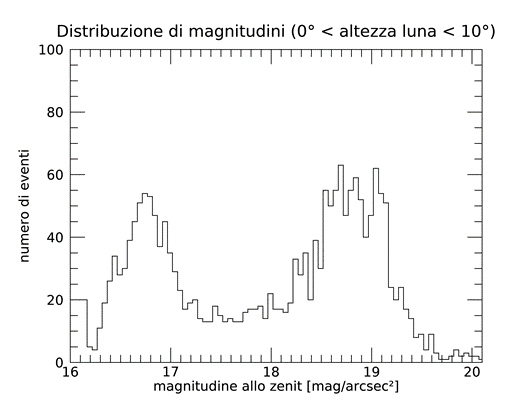 Distribuzione di magnitudini (0° < altezza luna < 10°)
100
80
60
40
20
0
numero di eventi
16 17 18 19 20
magnitudine allo zenit [mag/arcsec²]